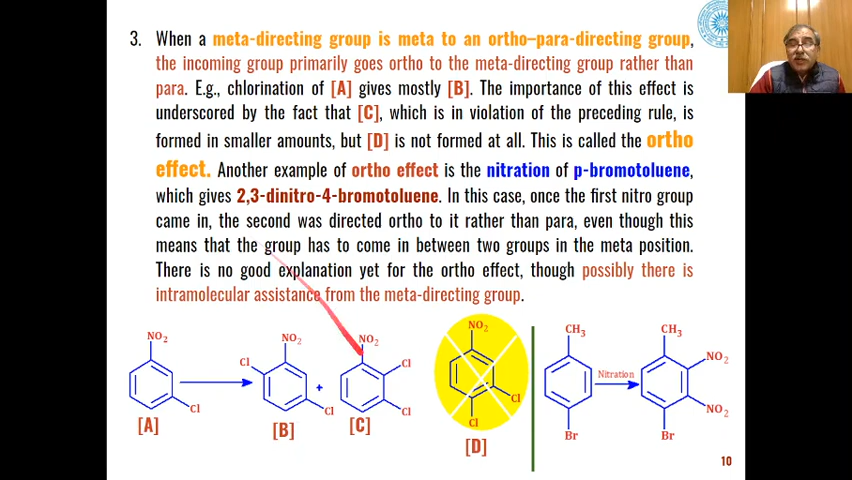 3. When a meta-directing group is meta to an ortho–para-directing group,
the incoming group primarily goes ortho to the meta-directing group rather than
para. E.g., chlorination of [A] gives mostly [B]. The importance of this effect is
underscored by the fact that [C], which is in violation of the preceding rule, is
formed in smaller amounts, but [D] is not formed at all. This is called the ortho
effect. Another example of ortho effect is the nitration of p-bromotoluene,
which gives 2,3-dinitro-4-bromotoluene. In this case, once the first nitro group
came in, the second was directed ortho to it rather than para, even though this
means that the group has to come in between two groups in the meta position.
There is no good explanation yet for the ortho effect, though possibly there is
intramolecular assistance from the meta-directing group.
NO2
Cl
[A]
NO2
Cl
Cl
[B]
+
NO2
Cl
Cl
[C]
NO2
Cl
Cl
[D]
CH3
Br
Nitration
CH3
NO2
NO2
Br
10